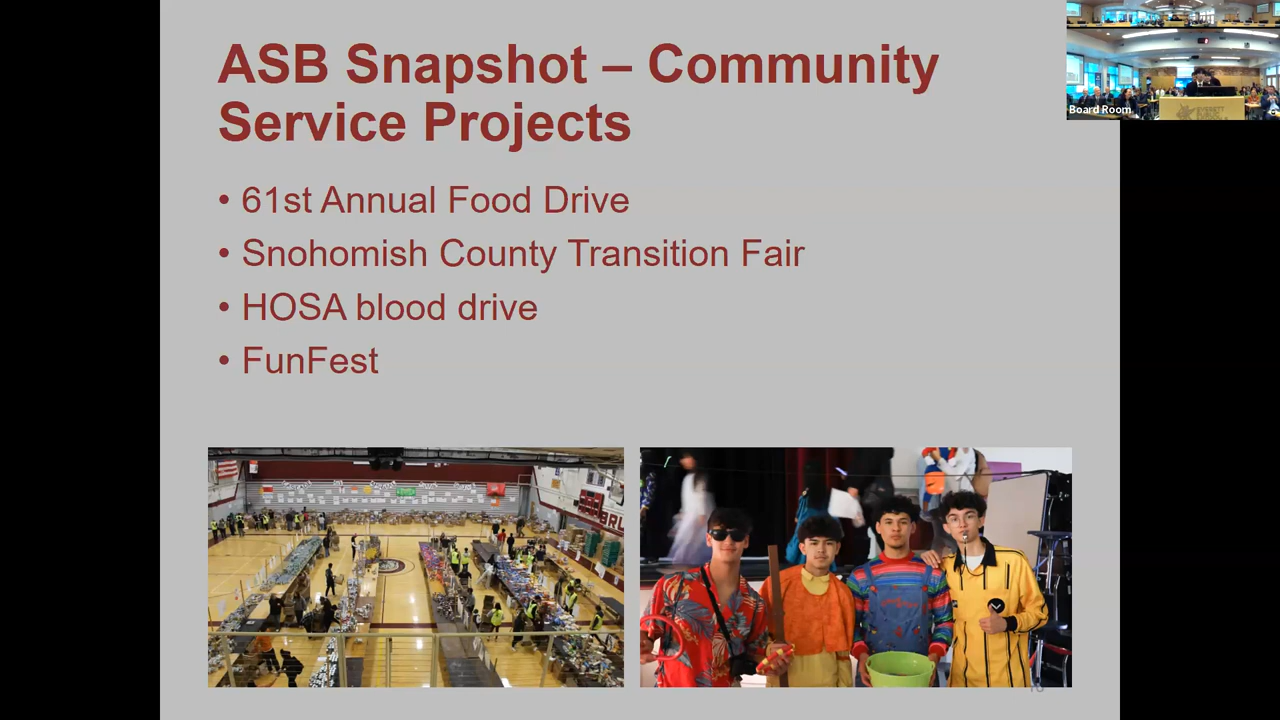 ASB Snapshot – Community
Service Projects
• 61st Annual Food Drive
• Snohomish County Transition Fair
• HOSA blood drive
• FunFest
Board Room